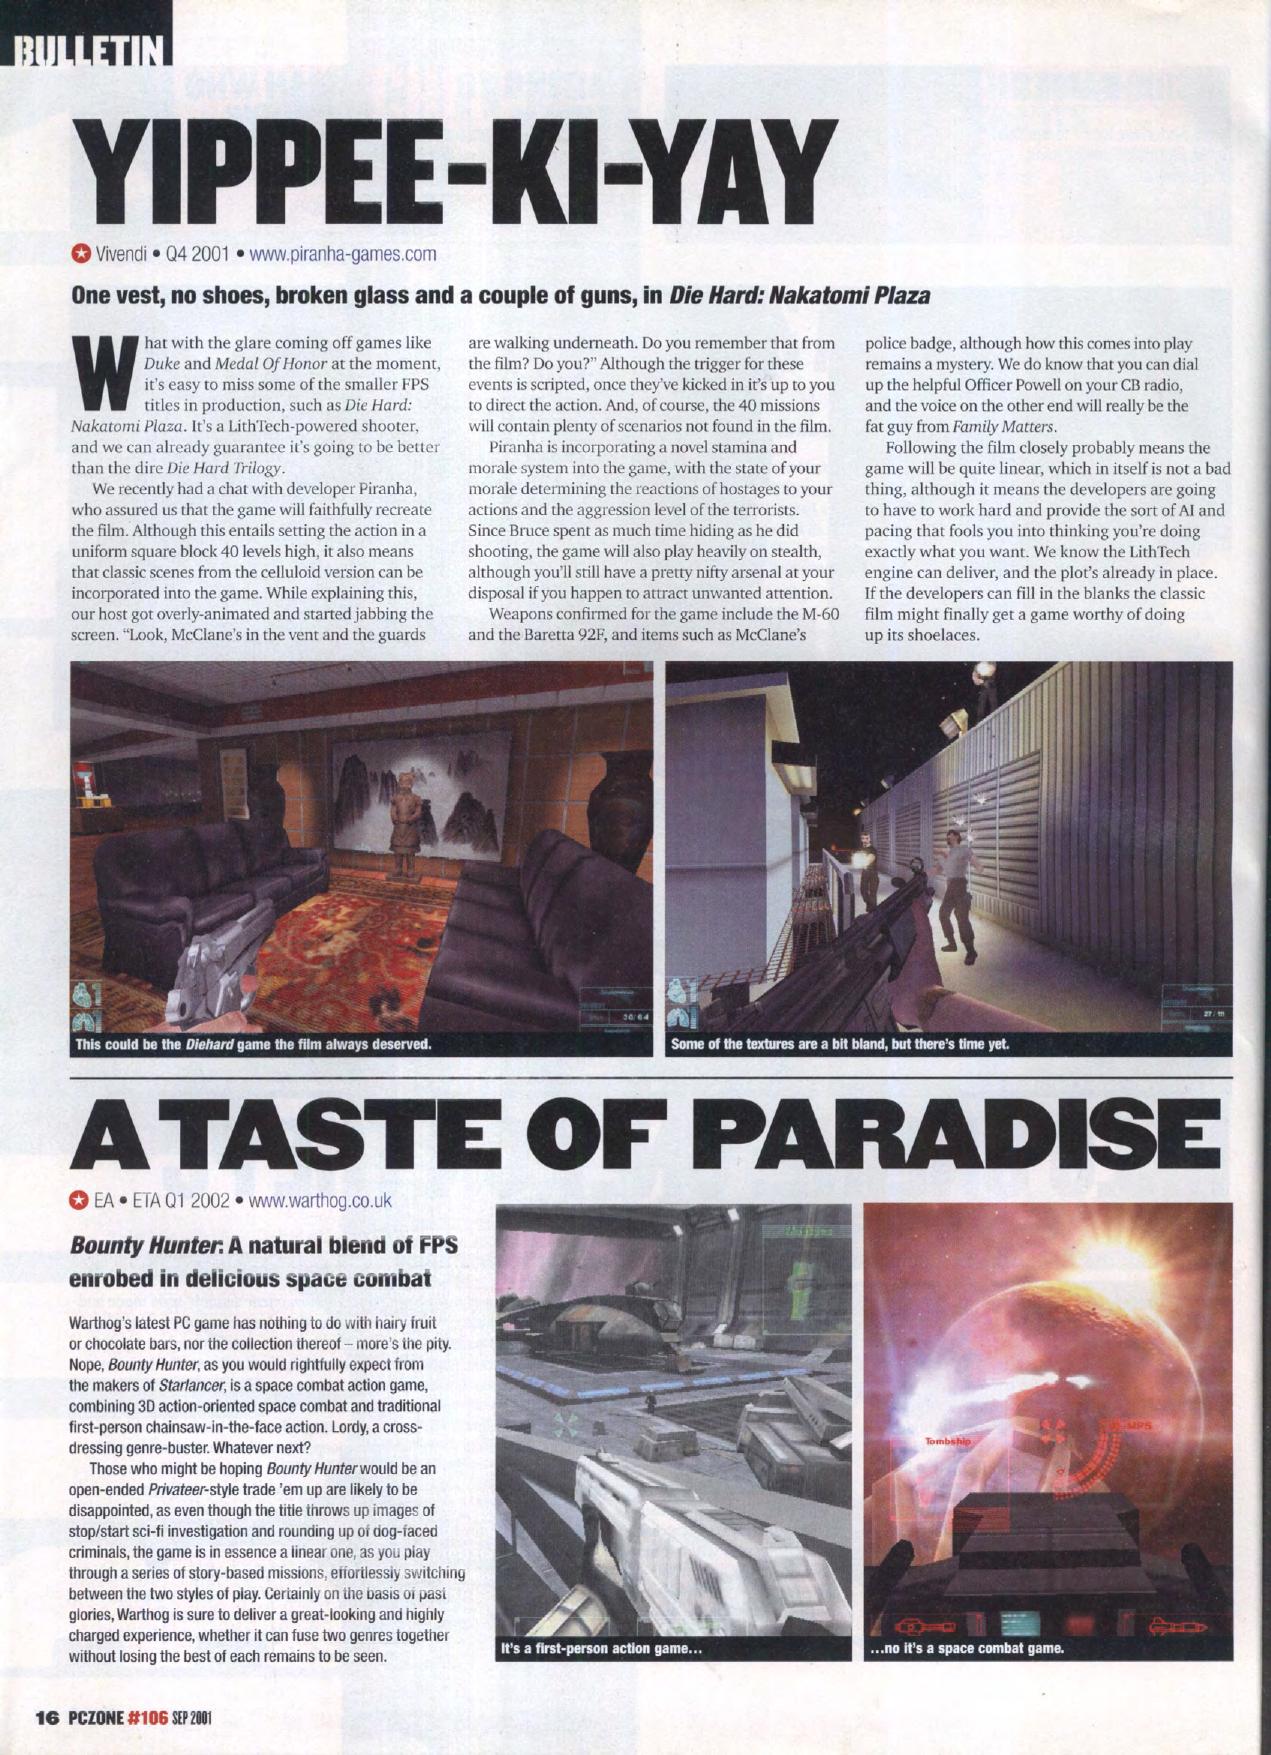 BULLETIN
YIPPEE-KI-YAY
Vivendi • Q4 2001 • www.piranha-games.com
One vest, no shoes, broken glass and a couple of guns, in Die Hard: Nakatomi Plaza
What with the glare coming off games like
Duke and Medal Of Honor at the moment,
it's easy to miss some of the smaller FPS
titles in production, such as Die Hard:
Nakatomi Plaza. It's a LithTech-powered shooter,
and we can already guarantee it's going to be better
than the dire Die Hard Trilogy.
We recently had a chat with developer Piranha,
who assured us that the game will faithfully recreate
the film. Although this entails setting the action in a
uniform square block 40 levels high, it also means
that classic scenes from the celluloid version can be
incorporated into the game. While explaining this,
our host got overly-animated and started jabbing the
screen. “Look, McClane's in the vent and the guards
are walking underneath. Do you remember that from
the film? Do you?” Although the trigger for these
events is scripted, once they've kicked in it's up to you
to direct the action. And, of course, the 40 missions
will contain plenty of scenarios not found in the film.
Piranha is incorporating a novel stamina and
morale system into the game, with the state of your
morale determining the reactions of hostages to your
actions and the aggression level of the terrorists.
Since Bruce spent as much time hiding as he did
shooting, the game will also play heavily on stealth,
although you'll still have a pretty nifty arsenal at your
disposal if you happen to attract unwanted attention.
Weapons confirmed for the game include the M-60
and the Baretta 92F, and items such as McClane's
police badge, although how this comes into play
remains a mystery. We do know that you can dial
up the helpful Officer Powell on your CB radio,
and the voice on the other end will really be the
fat guy from Family Matters.
Following the film closely probably means the
game will be quite linear, which in itself is not a bad
thing, although it means the developers are going
to have to work hard and provide the sort of AI and
pacing that fools you into thinking you're doing
exactly what you want. We know the LithTech
engine can deliver, and the plot's already in place.
If the developers can fill in the blanks the classic
film might finally get a game worthy of doing
up its shoelaces.
30/64
This could be the Diehard game the film always deserved.
Some of the textures are a bit bland, but there's time yet.
A TASTE OF PARADISE
EA • ETA Q1 2002 • www.warthog.co.uk
Bounty Hunter: A natural blend of FPS
enrobed in delicious space combat
Warthog's latest PC game has nothing to do with hairy fruit
or chocolate bars, nor the collection thereof – more's the pity.
Nope, Bounty Hunter, as you would rightfully expect from
the makers of Starlancer, is a space combat action game,
combining 3D action-oriented space combat and traditional
first-person chainsaw-in-the-face action. Lordy, a cross-
dressing genre-buster. Whatever next?
Those who might be hoping Bounty Hunter would be an
open-ended Privateer-style trade 'em up are likely to be
disappointed, as even though the title throws up images of
stop/start sci-fi investigation and rounding up of dog-faced
criminals, the game is in essence a linear one, as you play
through a series of story-based missions, effortlessly switching
between the two styles of play. Certainly on the basis of past
glories, Warthog is sure to deliver a great-looking and highly
charged experience, whether it can fuse two genres together
without losing the best of each remains to be seen.
Tombship
It's a first-person action game...
...no it's a space combat game.
16 PCZONE #106 SEP 2001